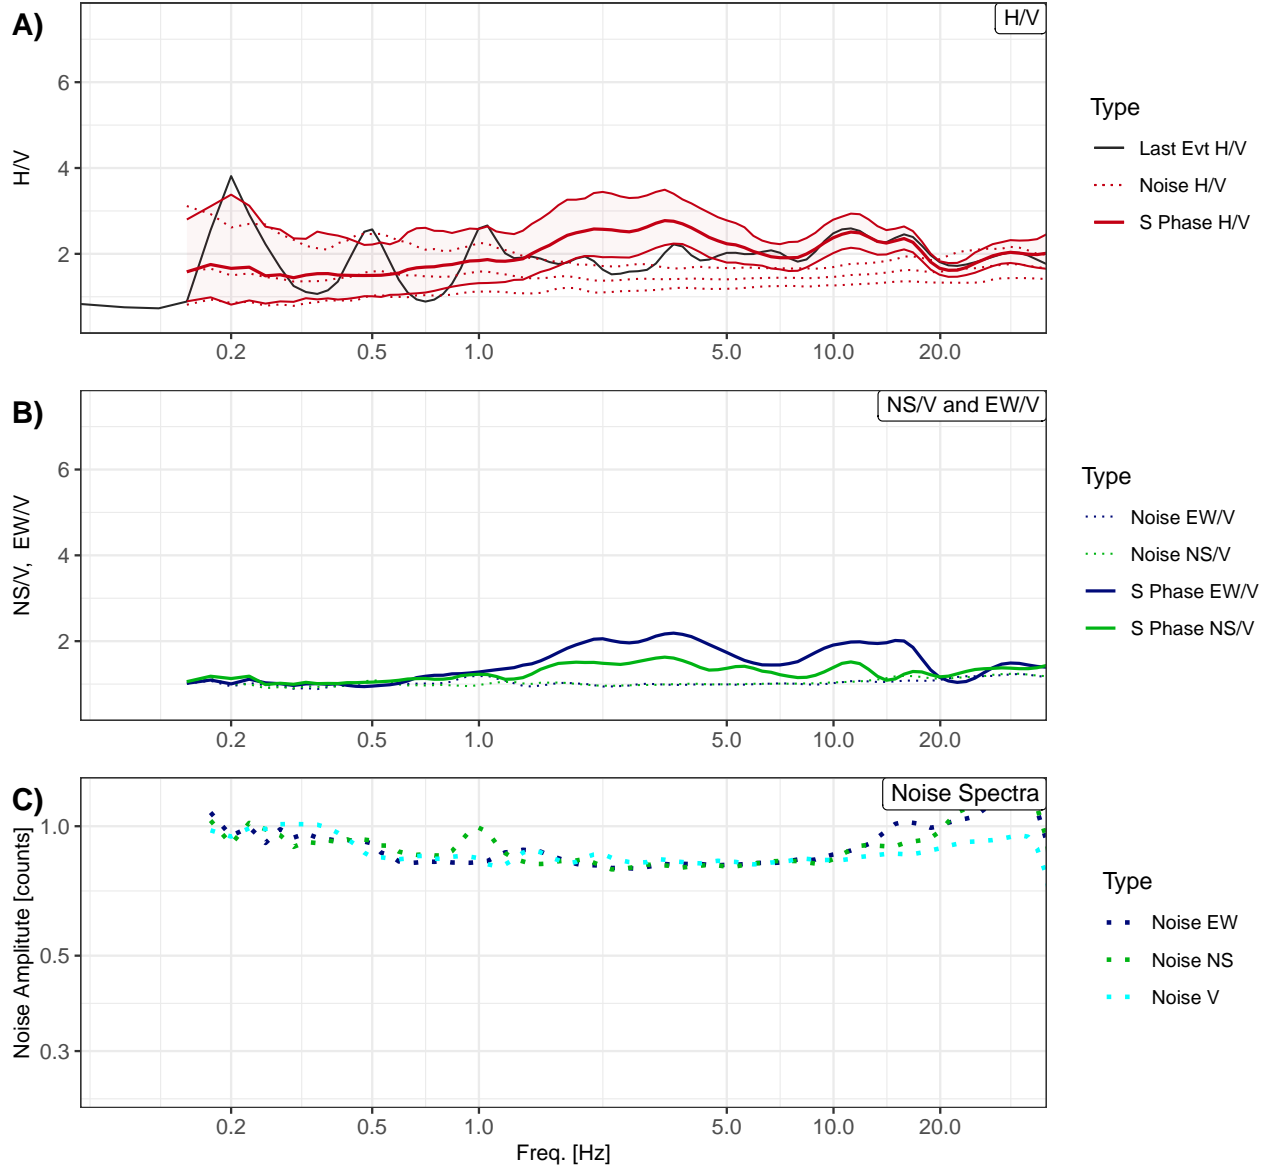 A)
H/V
H/V
6
4
2
0.2 0.5 1.0 5.0 10.0 20.0
Type
Last Evt H/V
Noise H/V
S Phase H/V
B)
NS/V and EW/V
NS/V, EW/V
6
4
2
0.2 0.5 1.0 5.0 10.0 20.0
Type
Noise EW/V
Noise NS/V
S Phase EW/V
S Phase NS/V
C)
Noise Spectra
Noise Amplitude [counts]
1.0
0.5
0.3
0.2 0.5 1.0 5.0 10.0 20.0
Freq. [Hz]
Type
Noise EW
Noise NS
Noise V